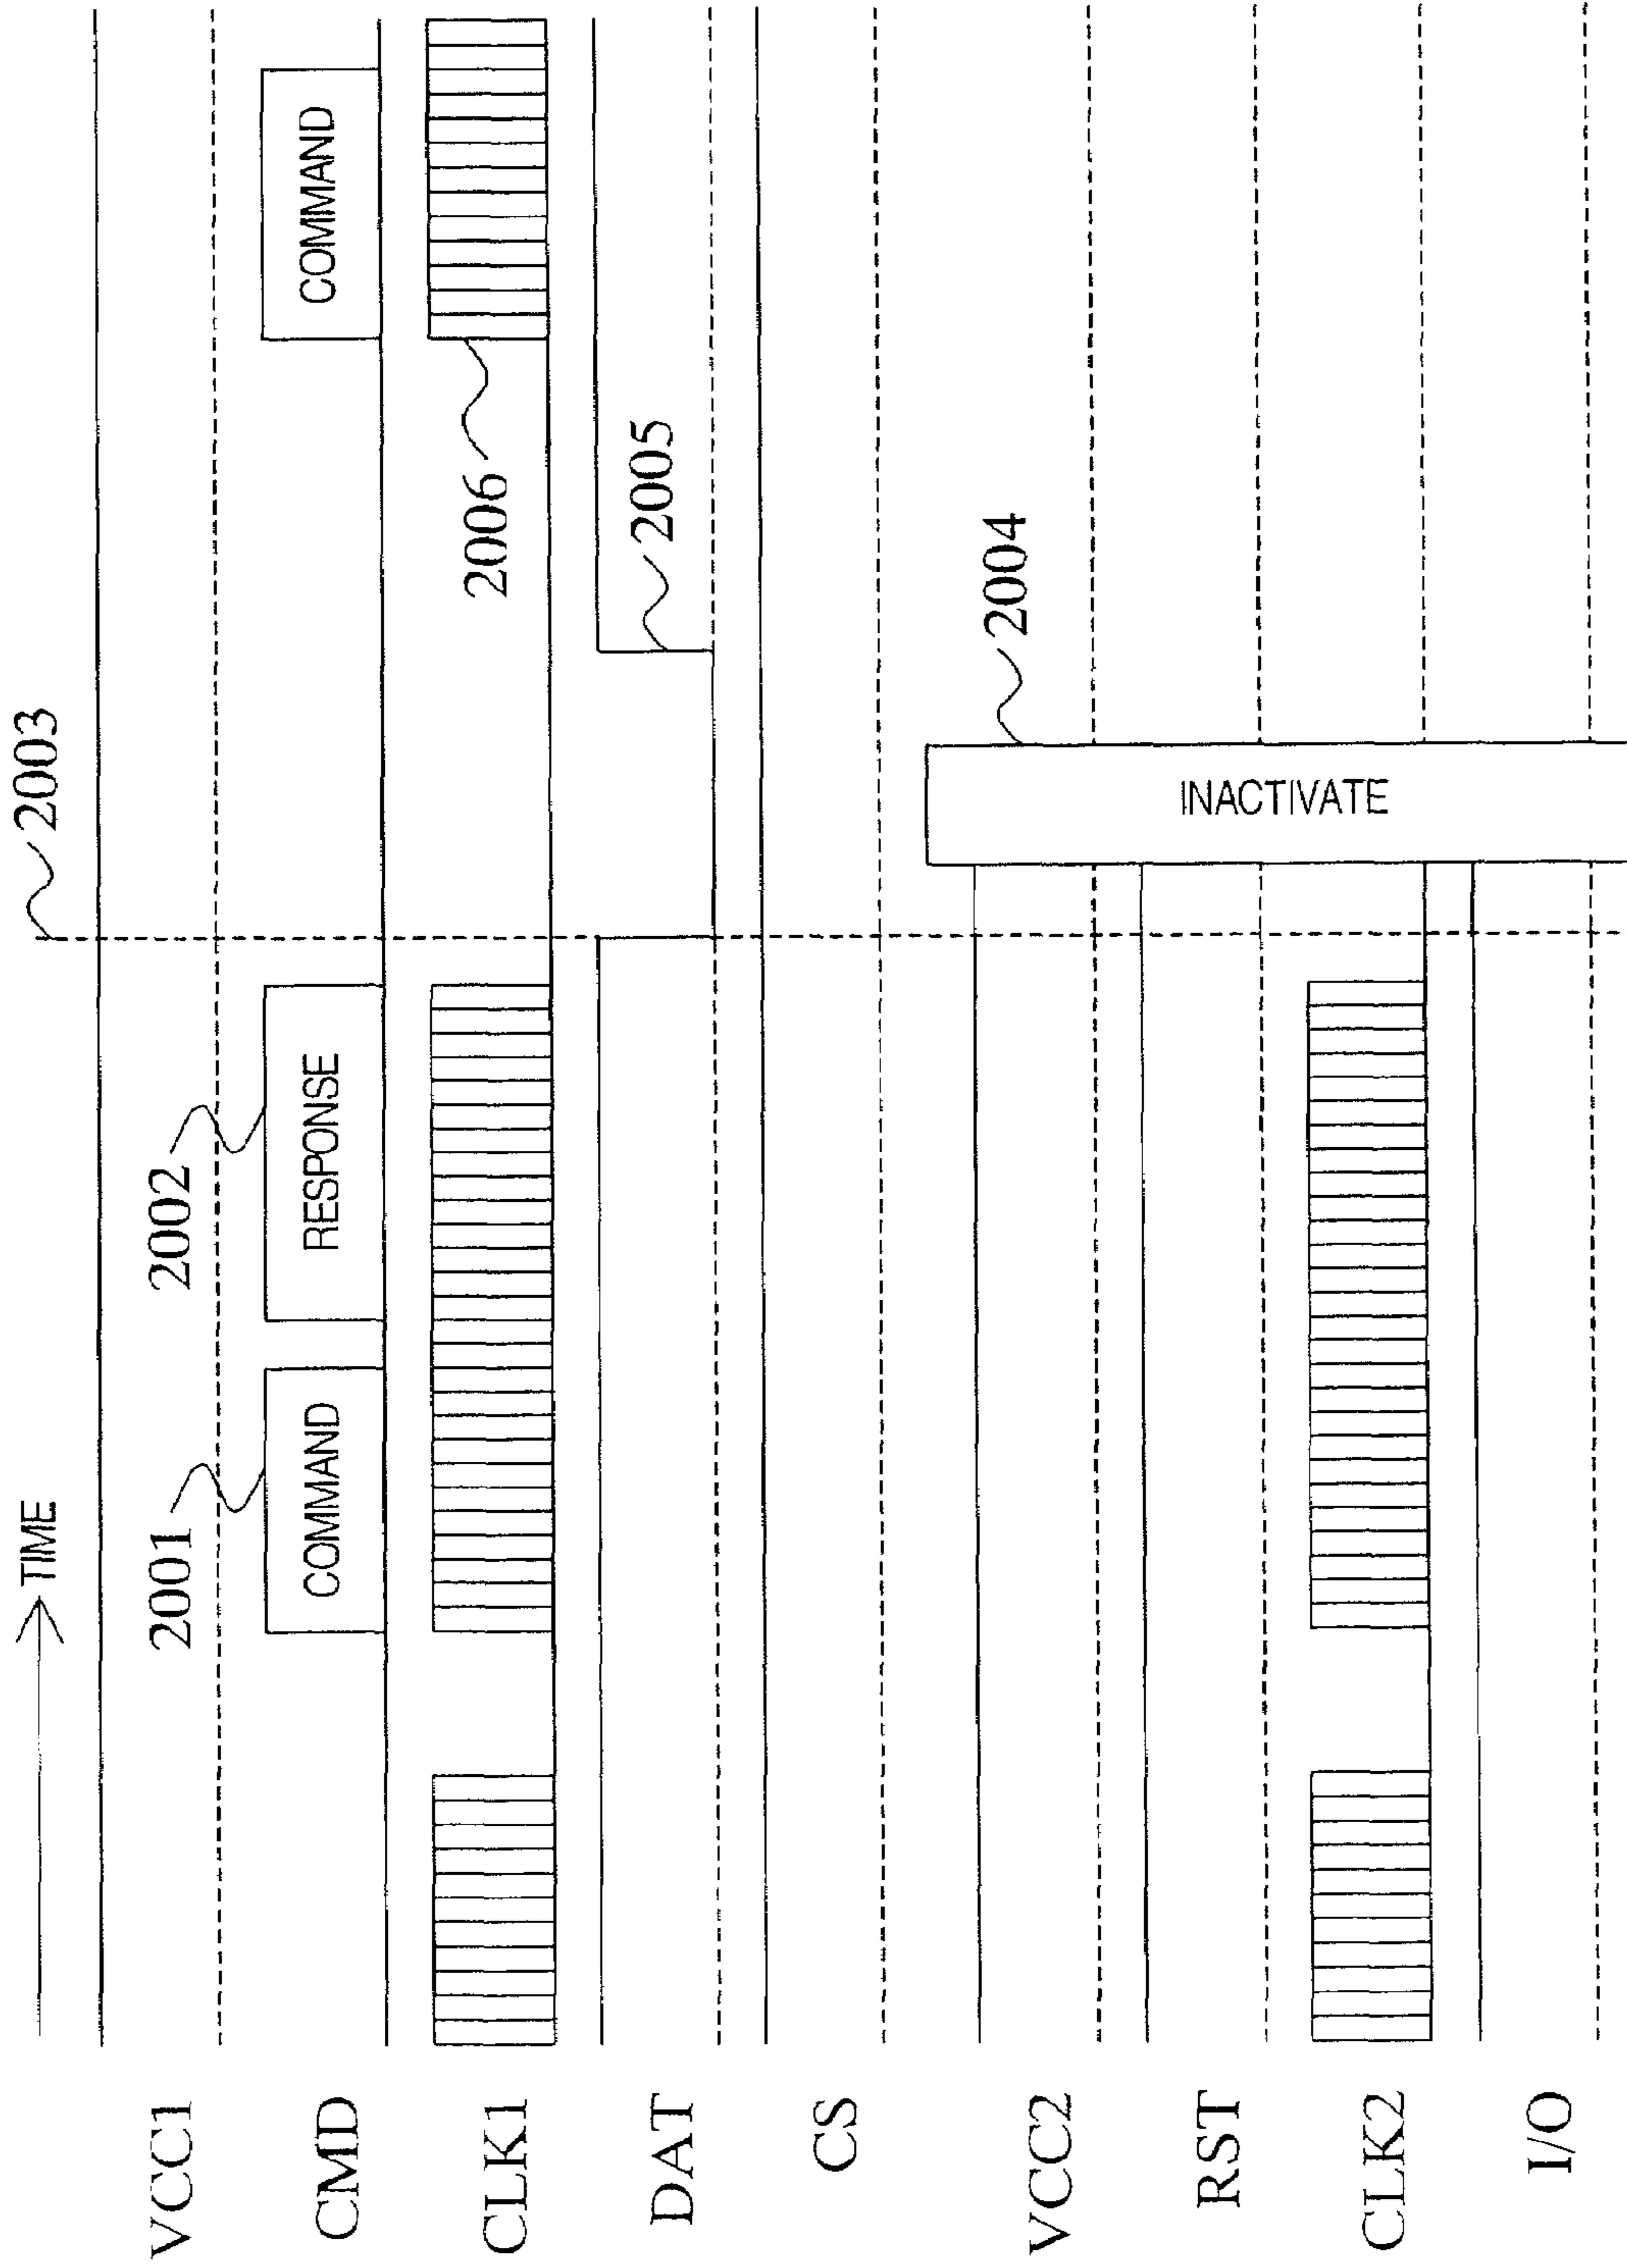 TIME
2003
VCC1
2001
2002
CMD
COMMAND
RESPONSE
COMMAND
CLK1
2006
DAT
2005
CS
VCC2
2004
RST
INACTIVATE
CLK2
I/O